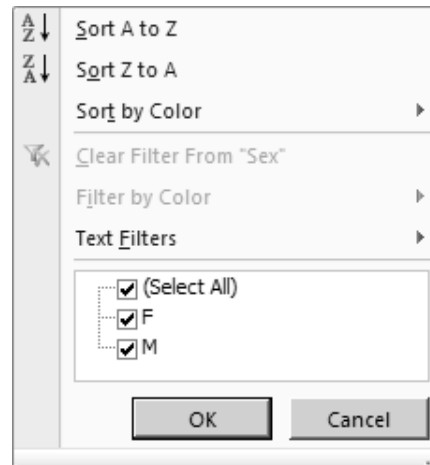 A
Z
Sort A to Z
Z
A
Sort Z to A
Sort by Color
Clear Filter From "Sex"
Filter by Color
Text Filters
(Select All)
F
M
OK Cancel